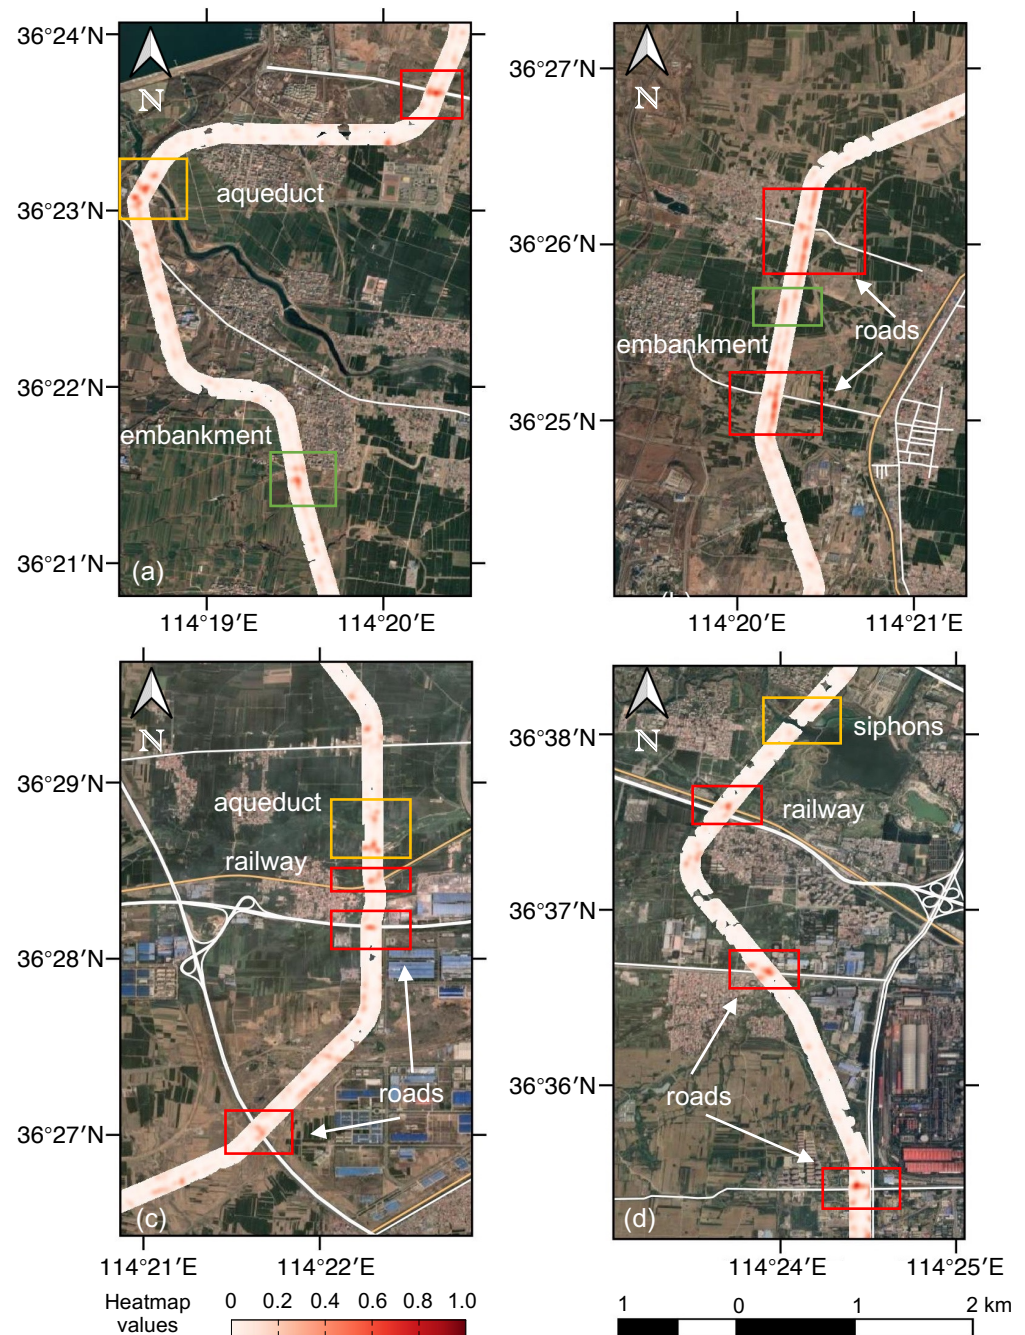 36°24′N
36°23′N
36°22′N
36°21′N
N
aqueduct
embankment
(a)
114°19′E
114°20′E
36°27′N
36°26′N
36°25′N
N
embankment
roads
114°20′E
114°21′E
36°29′N
36°28′N
36°27′N
N
aqueduct
railway
roads
(c)
114°21′E
114°22′E
36°38′N
36°37′N
36°36′N
N
siphons
railway
roads
(d)
114°24′E
114°25′E
Heatmap
values
0 0.2 0.4 0.6 0.8 1.0
1 0 1 2 km